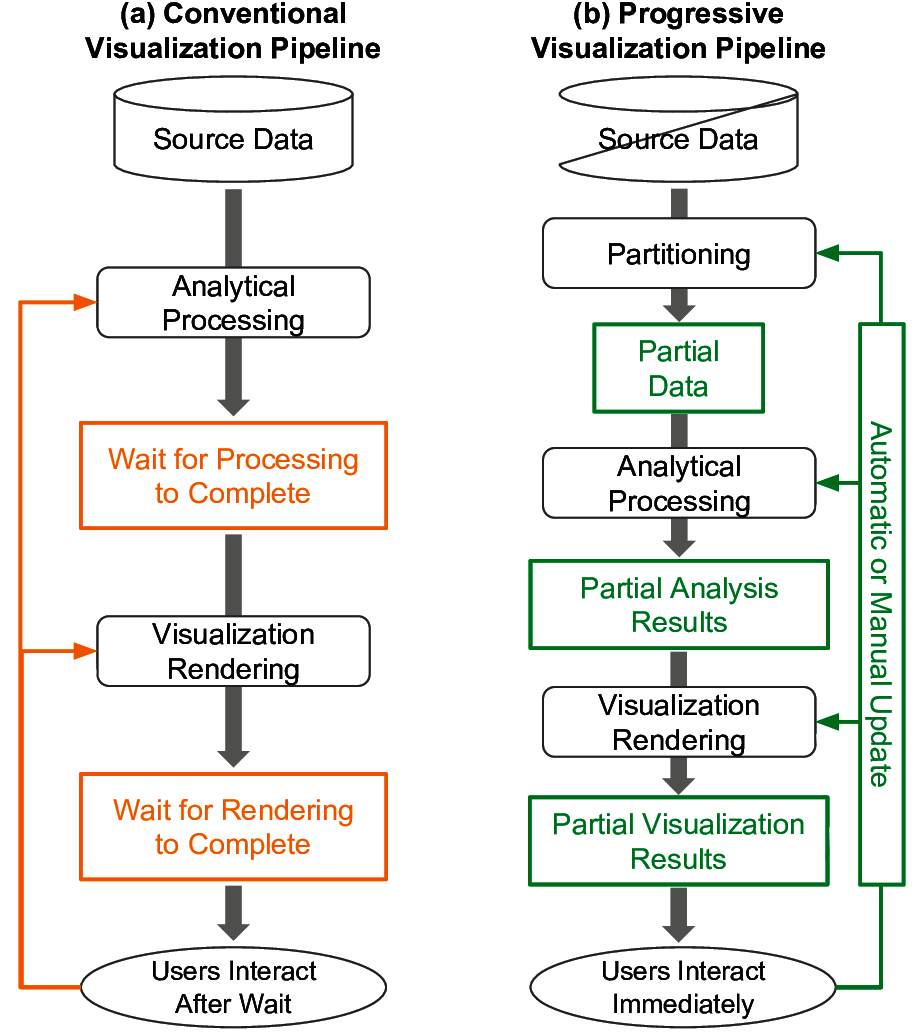 (a) Conventional
Visualization Pipeline
Source Data
Analytical
Processing
Wait for Processing
to Complete
Visualization
Rendering
Wait for Rendering
to Complete
Users Interact
After Wait
(b) Progressive
Visualization Pipeline
Source Data
Partitioning
Partial
Data
Analytical
Processing
Partial Analysis
Results
Visualization
Rendering
Partial Visualization
Results
Users Interact
Immediately
Automatic or Manual Update